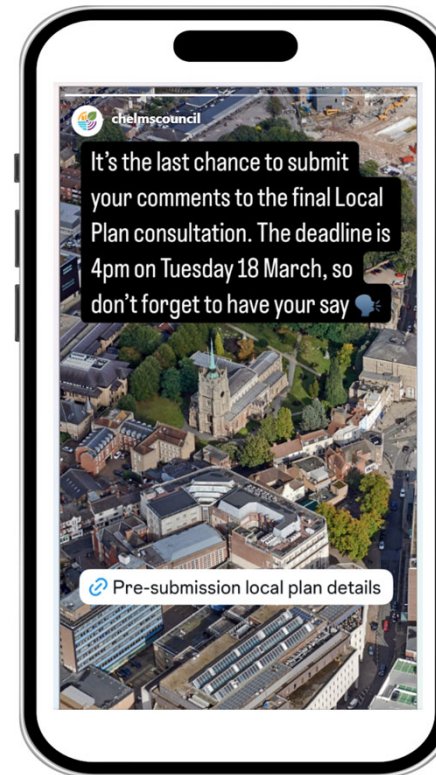 chelmscouncil
It's the last chance to submit
your comments to the final Local
Plan consultation. The deadline is
4pm on Tuesday 18 March, so
don't forget to have your say 🗣️
Pre-submission local plan details